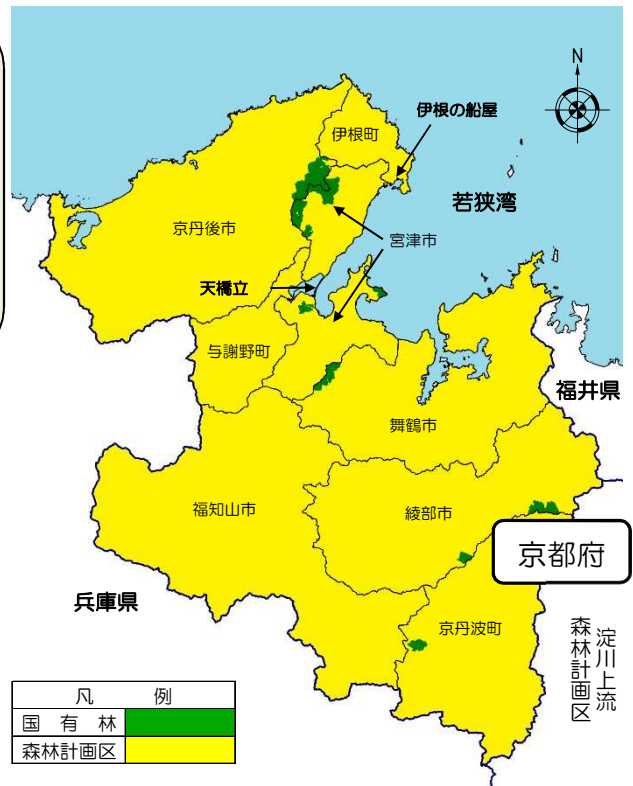 N
伊根の船屋
伊根町
若狭湾
京丹後市
宮津市
天橋立
与謝野町
福井県
舞鶴市
福知山市
綾部市
京都府
兵庫県
京丹波町
淀川上流
森林計画区
凡 例
国 有 林
森林計画区